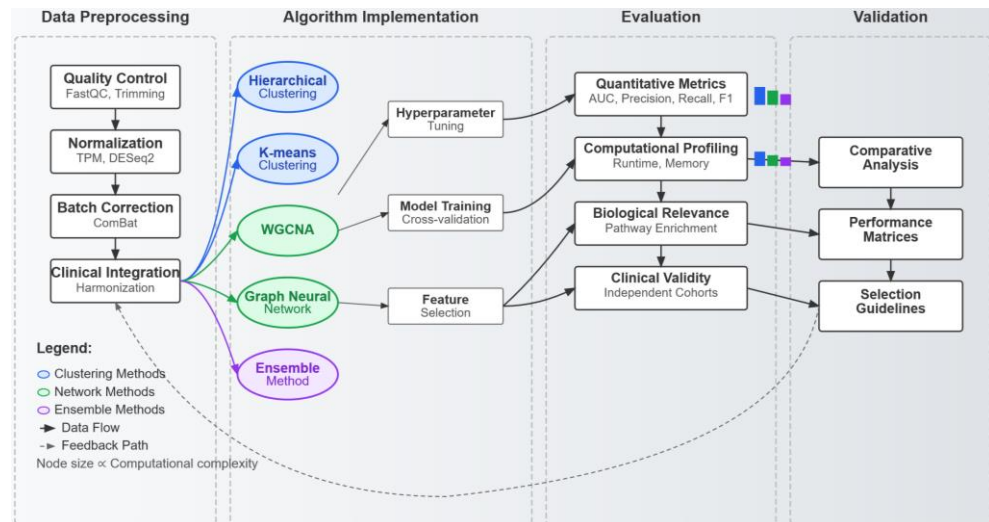 Data Preprocessing
Algorithm Implementation
Evaluation
Validation
Quality Control
FastQC, Trimming
Normalization
TPM, DESeq2
Batch Correction
ComBat
Clinical Integration
Harmonization
Hierarchical
Clustering
K-means
Clustering
WGCNA
Graph Neural
Network
Ensemble
Method
Hyperparameter
Tuning
Model Training
Cross-validation
Feature
Selection
Quantitative Metrics
AUC, Precision, Recall, F1
Computational Profiling
Runtime, Memory
Biological Relevance
Pathway Enrichment
Clinical Validity
Independent Cohorts
Comparative
Analysis
Performance
Matrices
Selection
Guidelines
Legend:
Clustering Methods
Network Methods
Ensemble Methods
Data Flow
Feedback Path
Node size ∝ Computational complexity